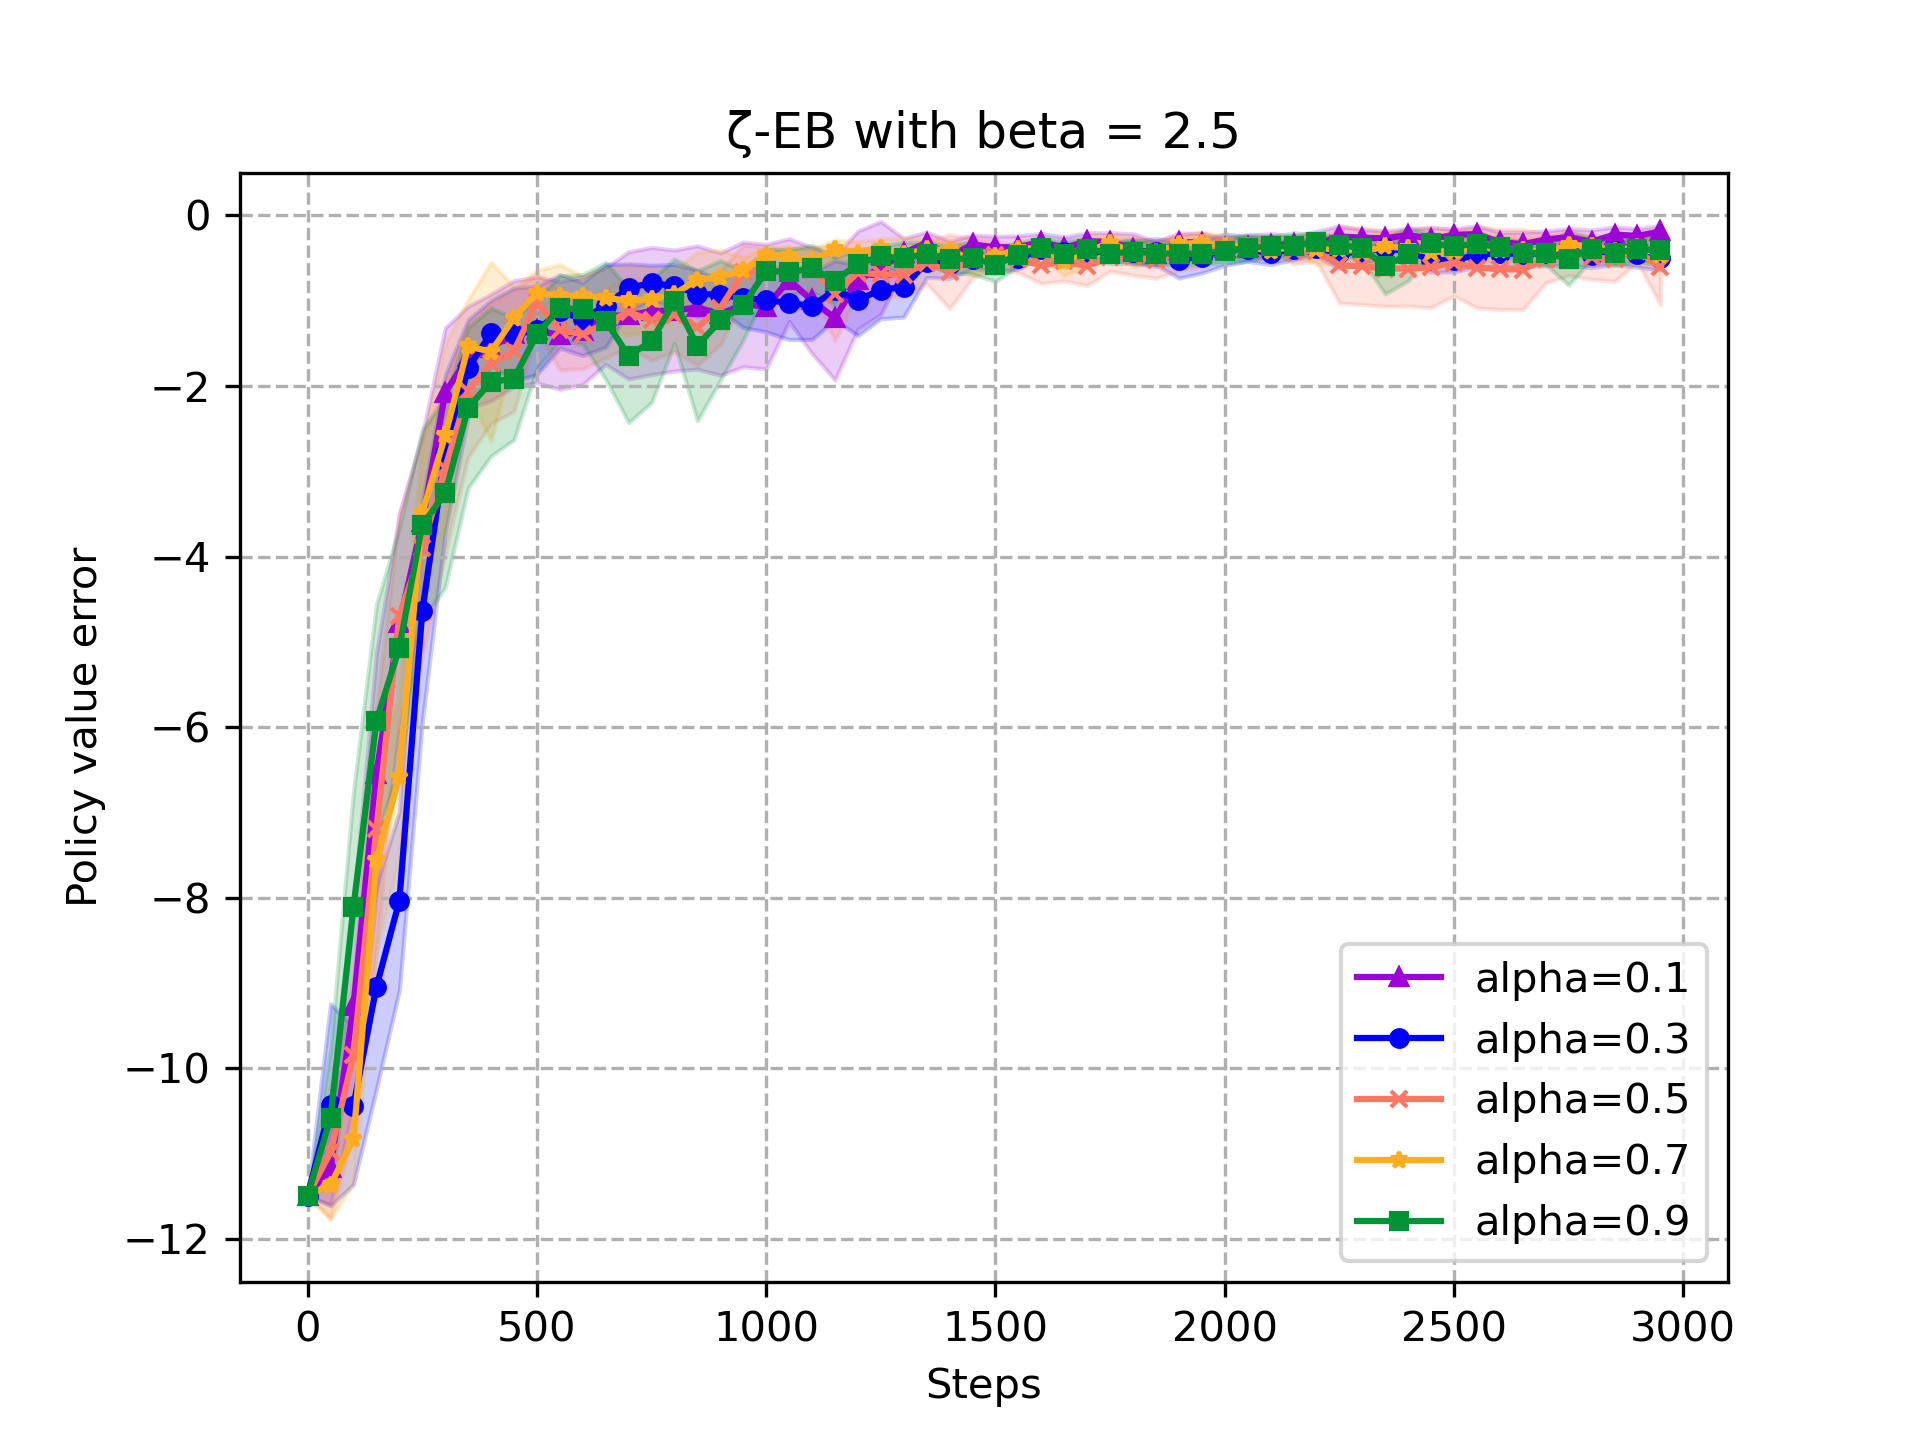 ζ-EB with beta = 2.5
Policy value error
0
−2
−4
−6
−8
−10
−12
0 500 1000 1500 2000 2500 3000
Steps
alpha=0.1
alpha=0.3
alpha=0.5
alpha=0.7
alpha=0.9